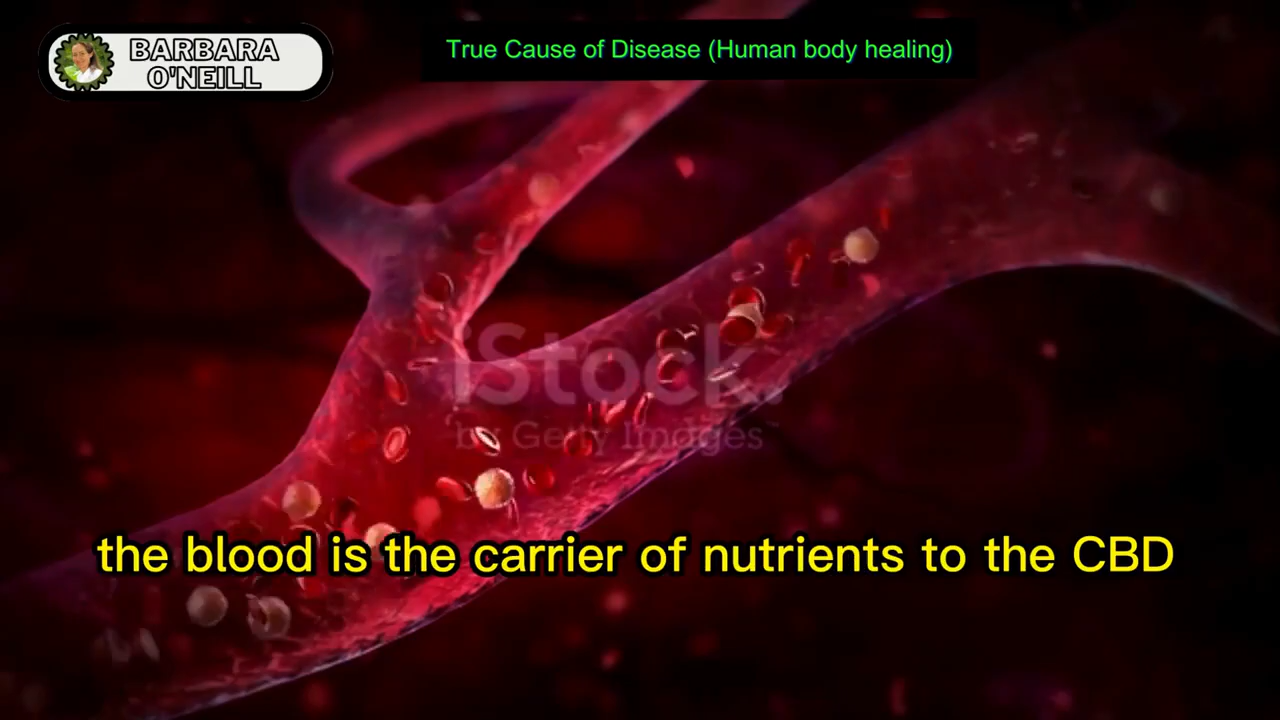 BARBARA
O'NEILL
True Cause of Disease (Human body healing)
iStock.
by Getty Images
the blood is the carrier of nutrients to the CBD